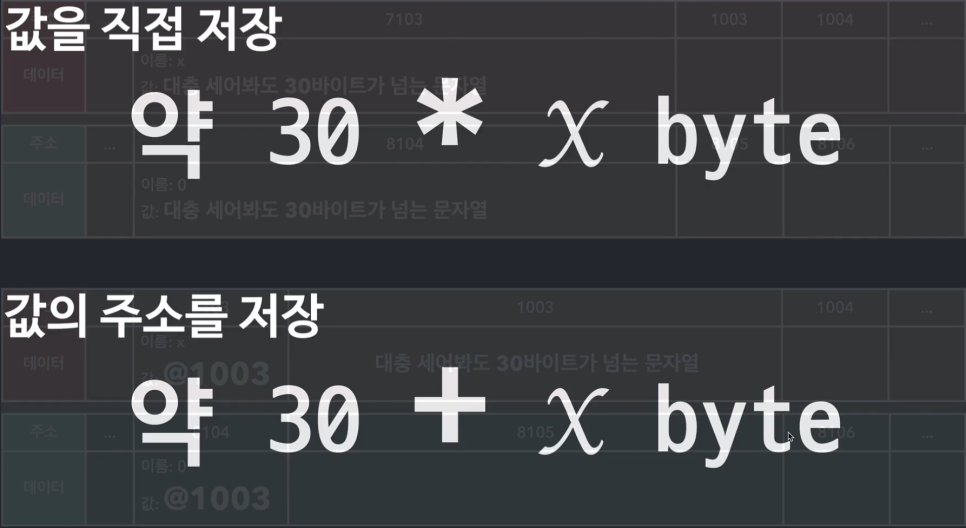 값을 직접 저장
7103 1003 1004 ...
데이터
이름: x
값: 대충 세어봐도 30바이트가 넘는 문자열
약 30 * x byte
주소 ... 8104 8105 8106 ...
데이터
이름: 0
값: 대충 세어봐도 30바이트가 넘는 문자열
값의 주소를 저장
1003 1004 ...
데이터
이름: x
값: @1003
대충 세어봐도 30바이트가 넘는 문자열
약 30 + x byte
주소 ... 8104 8105 8106 ...
데이터
이름: 0
값: @1003